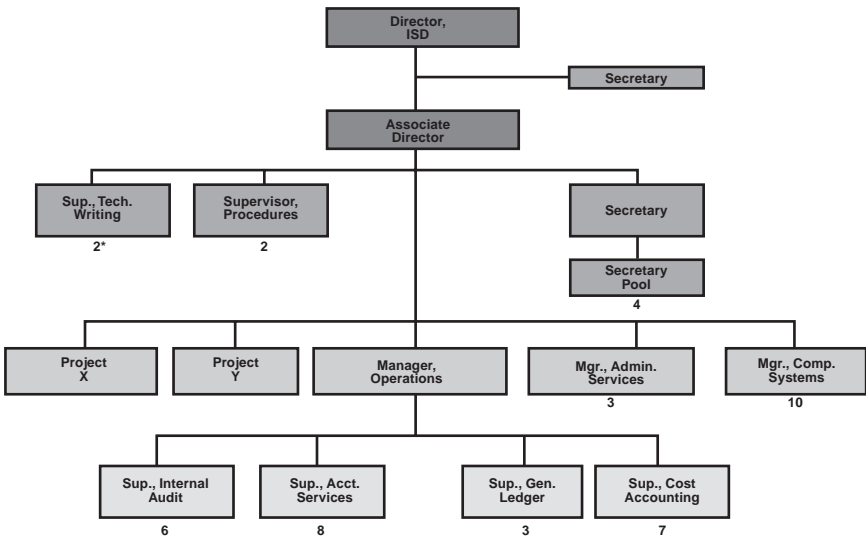 Director,
ISD
Secretary
Associate
Director
Sup., Tech.
Writing
2*
Supervisor,
Procedures
2
Secretary
Secretary
Pool
4
Project
X
Project
Y
Manager,
Operations
Mgr., Admin.
Services
3
Mgr., Comp.
Systems
10
Sup., Internal
Audit
6
Sup., Acct.
Services
8
Sup., Gen.
Ledger
3
Sup., Cost
Accounting
7